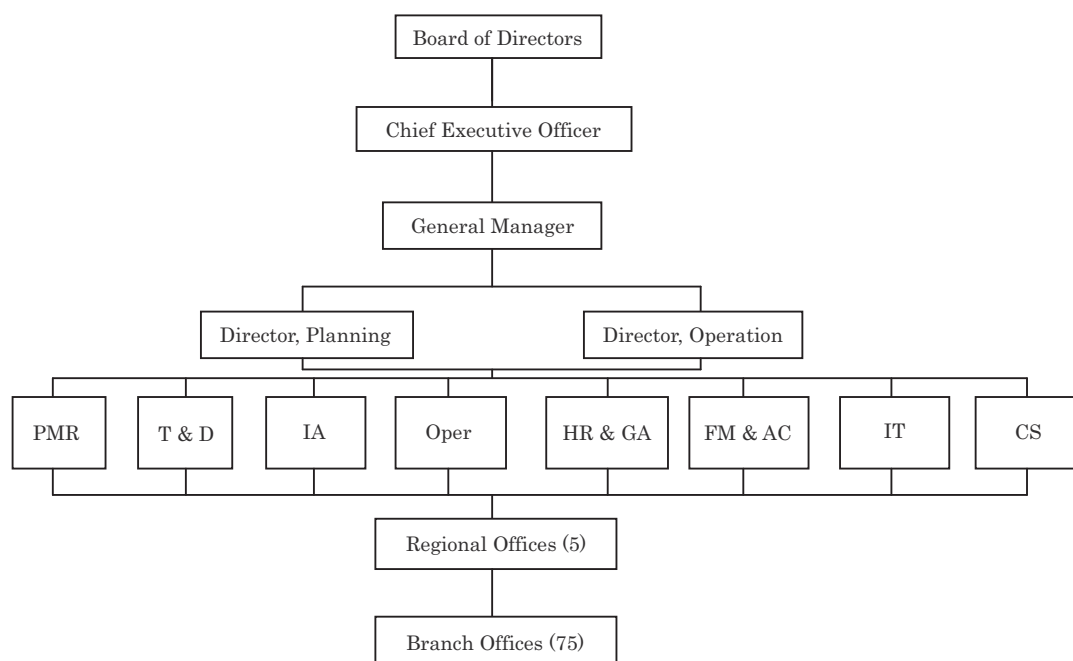 Board of Directors
Chief Executive Officer
General Manager
Director, Planning
Director, Operation
PMR
T & D
IA
Oper
HR & GA
FM & AC
IT
CS
Regional Offices (5)
Branch Offices (75)